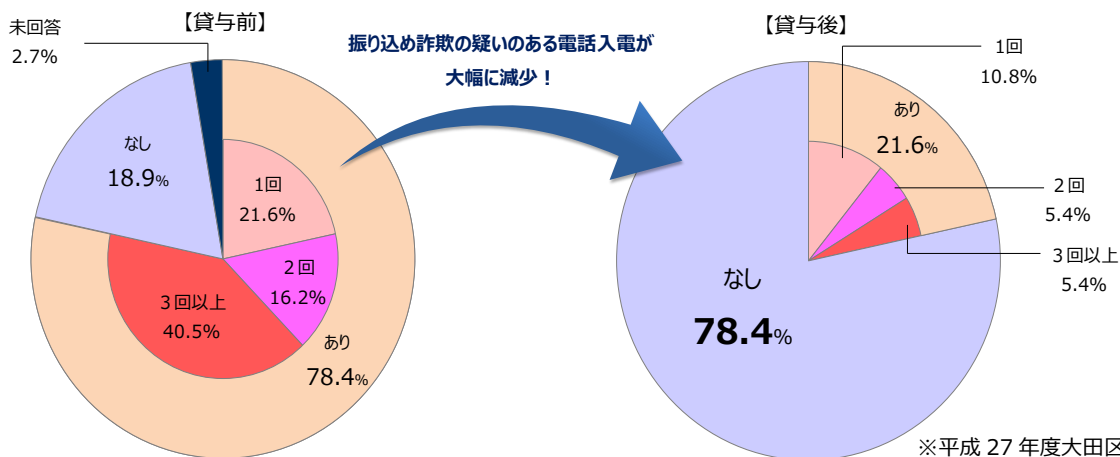 【貸与前】
未回答
2.7%
なし
18.9%
1回
21.6%
2回
16.2%
3回以上
40.5%
あり
78.4%
振り込め詐欺の疑いのある電話入電が
大幅に減少！
【貸与後】
1回
10.8%
あり
21.6%
2回
5.4%
3回以上
5.4%
なし
78.4%
※平成 27 年度大田区